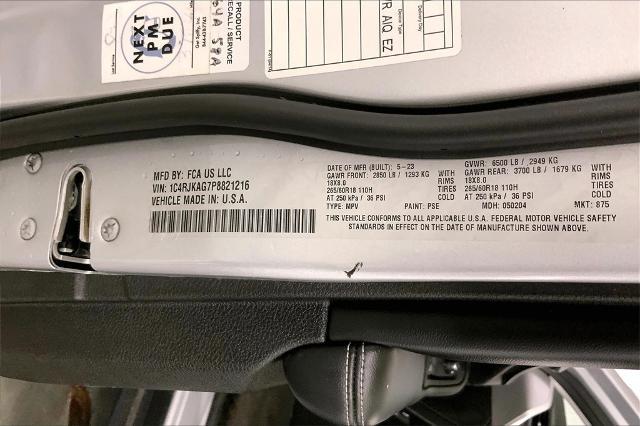 PRODUCT
RECALL / SERVICE
NEXT
PMI
DUE
R AIQ EZ
MFD BY: FCA US LLC
VIN: 1C4RJKAG7P8821216
VEHICLE MADE IN: U.S.A.
DATE OF MFR (BUILT): 5-23
GAWR FRONT: 2850 LB / 1293 KG WITH
18X8.0 RIMS
265/60R18 110H TIRES
AT 250 kPa / 36 PSI COLD
TYPE: MPV PAINT: PSE
GVWR: 6500 LB / 2949 KG
GAWR REAR: 3700 LB / 1679 KG WITH
18X8.0 RIMS
265/60R18 110H TIRES
AT 250 kPa / 36 PSI COLD
MDH: 050204 MKT: 875
THIS VEHICLE CONFORMS TO ALL APPLICABLE U.S.A. FEDERAL MOTOR VEHICLE SAFETY
STANDARDS IN EFFECT ON THE DATE OF MANUFACTURE SHOWN ABOVE.